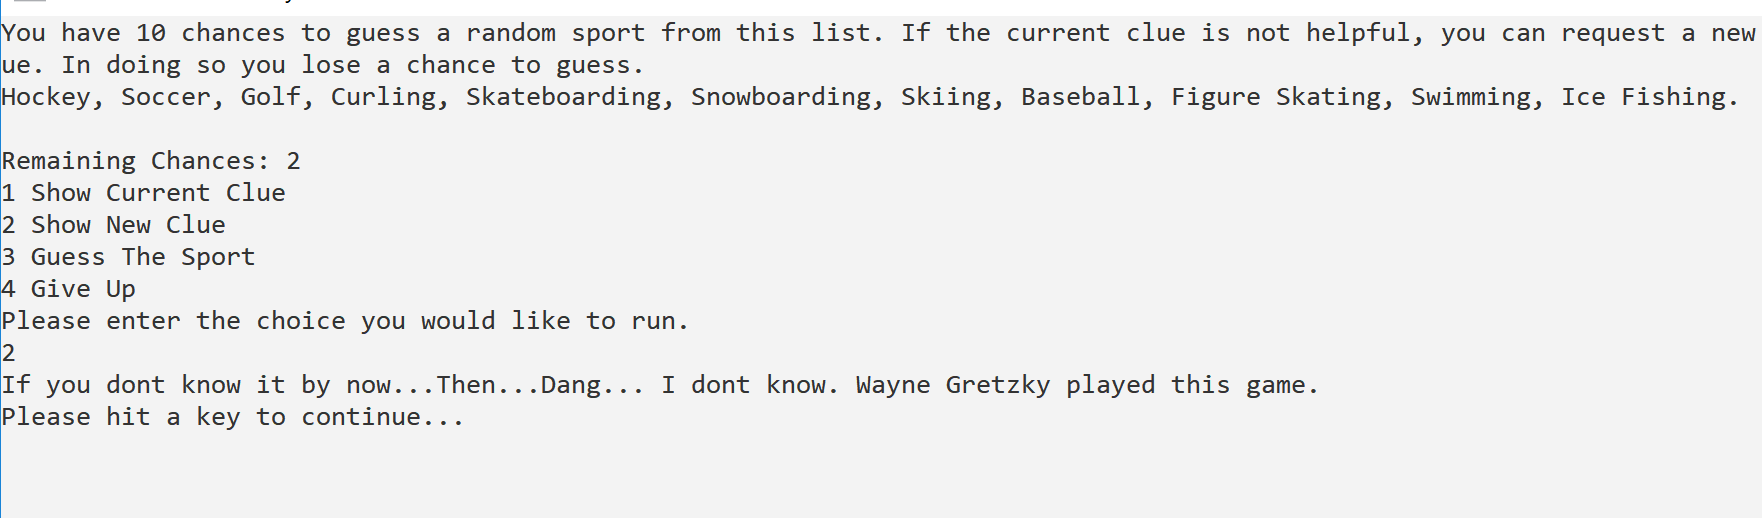 You have 10 chances to guess a random sport from this list. If the current clue is not helpful, you can request a new
ue. In doing so you lose a chance to guess.
Hockey, Soccer, Golf, Curling, Skateboarding, Snowboarding, Skiing, Baseball, Figure Skating, Swimming, Ice Fishing.
Remaining Chances: 2
1 Show Current Clue
2 Show New Clue
3 Guess The Sport
4 Give Up
Please enter the choice you would like to run.
2
If you dont know it by now...Then...Dang... I dont know. Wayne Gretzky played this game.
Please hit a key to continue...